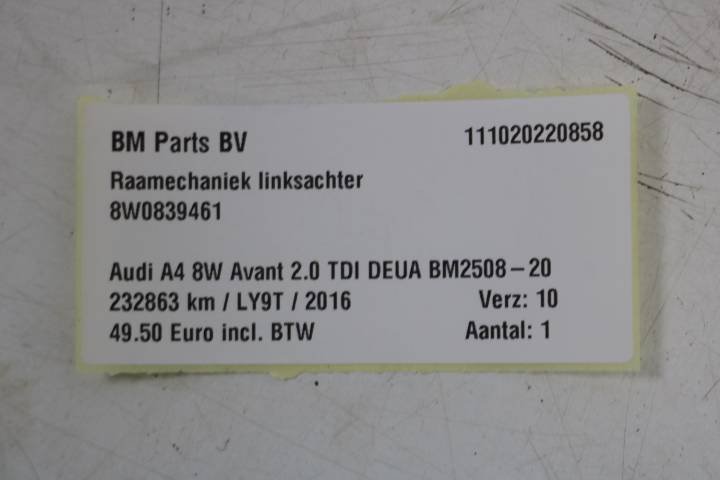 BM Parts BV 111020220858
Raamechaniek linksachter
8W0839461
Audi A4 8W Avant 2.0 TDI DEUA BM2508-20
232863 km / LY9T / 2016 Verz: 10
49.50 Euro incl. BTW Aantal: 1